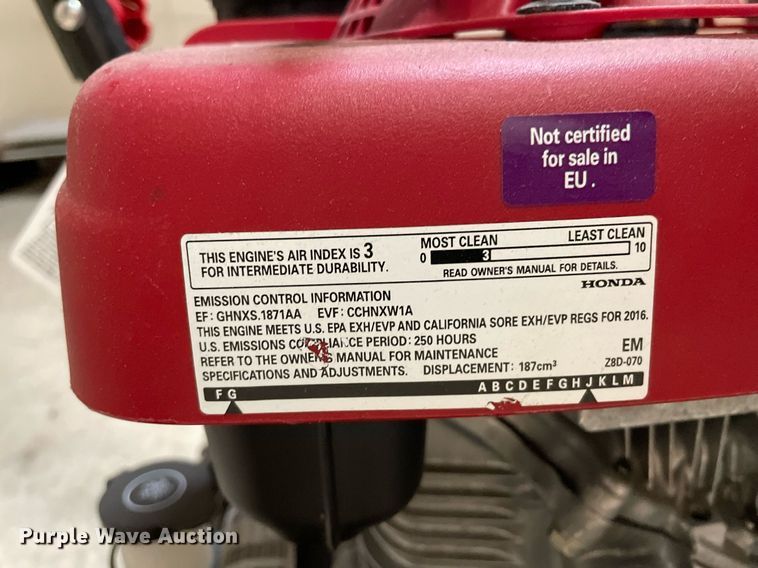 Not certified
for sale in
EU .
THIS ENGINE'S AIR INDEX IS 3
FOR INTERMEDIATE DURABILITY.
MOST CLEAN LEAST CLEAN
0 3 10
READ OWNER'S MANUAL FOR DETAILS.
HONDA
EMISSION CONTROL INFORMATION
EF : GHNXS.1871AA EVF : CCHNXW1A
THIS ENGINE MEETS U.S. EPA EXH/EVP AND CALIFORNIA SORE EXH/EVP REGS FOR 2016.
U.S. EMISSIONS COMPLIANCE PERIOD : 250 HOURS
REFER TO THE OWNER'S MANUAL FOR MAINTENANCE
SPECIFICATIONS AND ADJUSTMENTS. DISPLACEMENT : 187cm³
EM
Z8D-070
F G A B C D E F G H J K L M
Purple Wave Auction